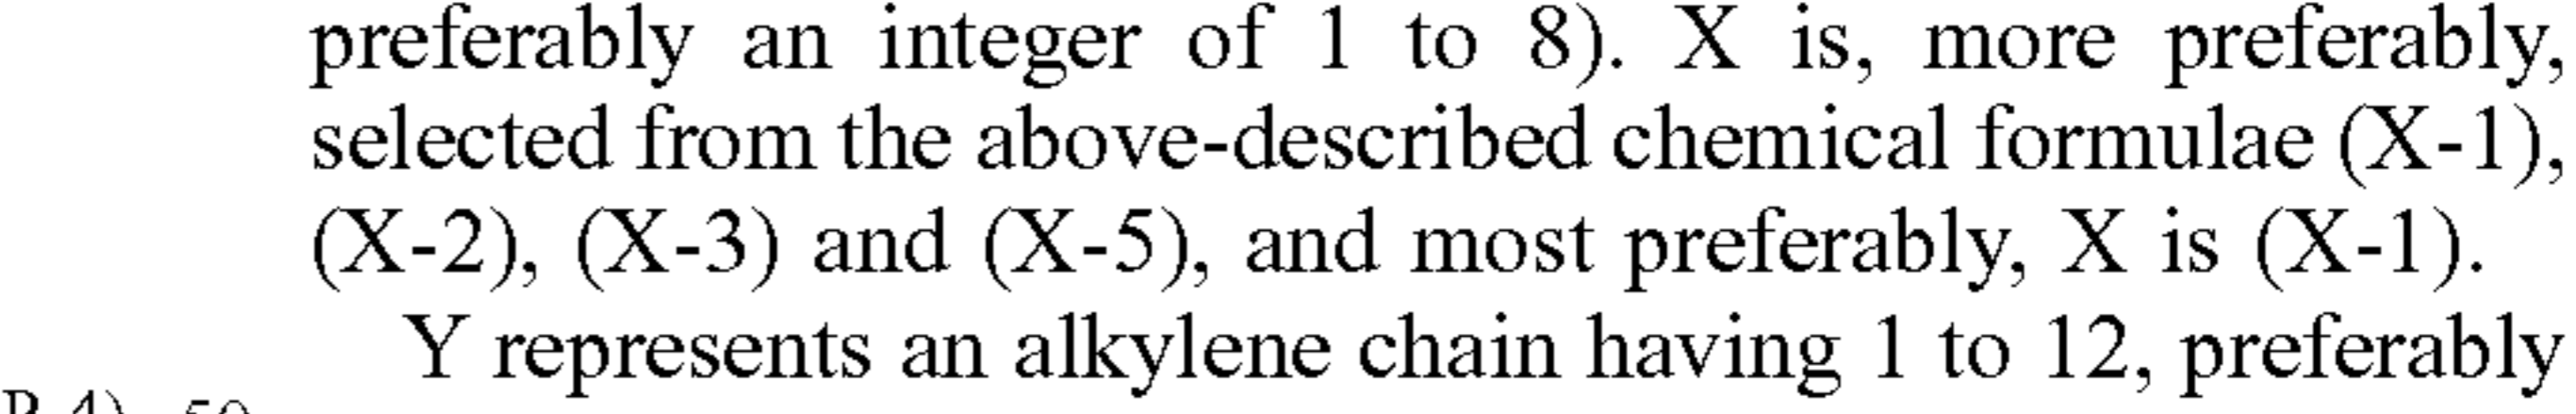 preferably an integer of 1 to 8). X is, more preferably,
selected from the above-described chemical formulae (X-1),
(X-2), (X-3) and (X-5), and most preferably, X is (X-1).
Y represents an alkylene chain having 1 to 12, preferably
50